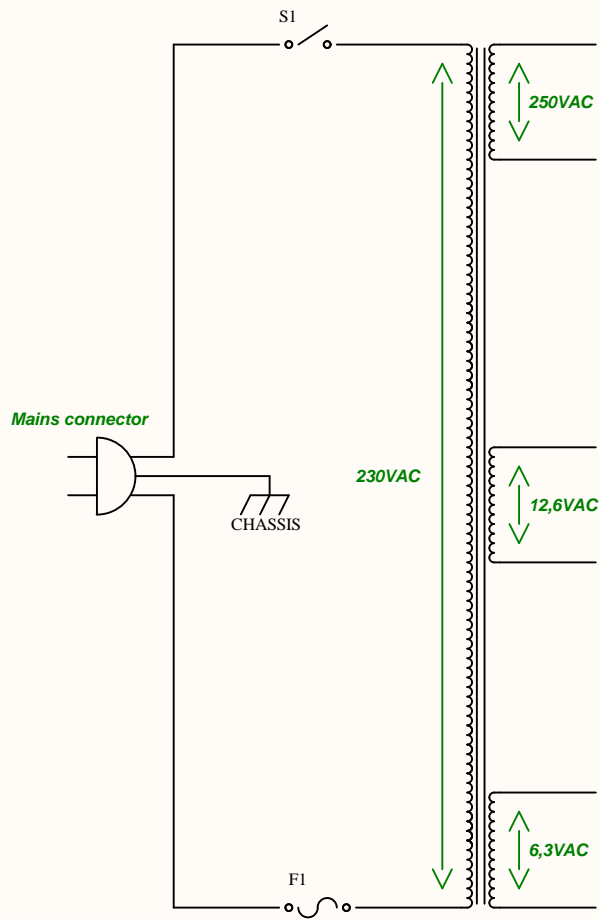 S1
250VAC
Mains connector
230VAC
12,6VAC
CHASSIS
6,3VAC
F1